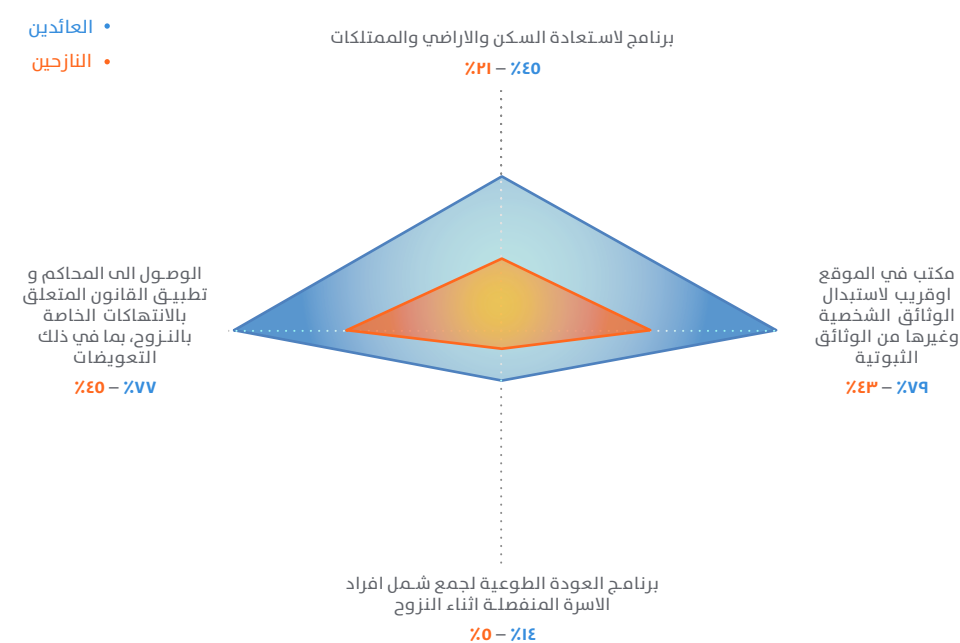 • العائدين
• النازحين
برنامج لاستعادة السكن والاراضي والممتلكات
٤٥٪ – ٢١٪
مكتب في الموقع
اوقريب لاستبدال
الوثائق الشخصية
وغيرها من الوثائق
الثبوتية
٧٩٪ – ٤٣٪
الوصول الى المحاكم و
تطبيق القانون المتعلق
بالانتهاكات الخاصة
بالنزوح، بما في ذلك
التعويضات
٧٧٪ – ٤٥٪
برنامج العودة الطوعية لجمع شمل افراد
الاسرة المنفصلة اثناء النزوح
١٤٪ – ٥٪